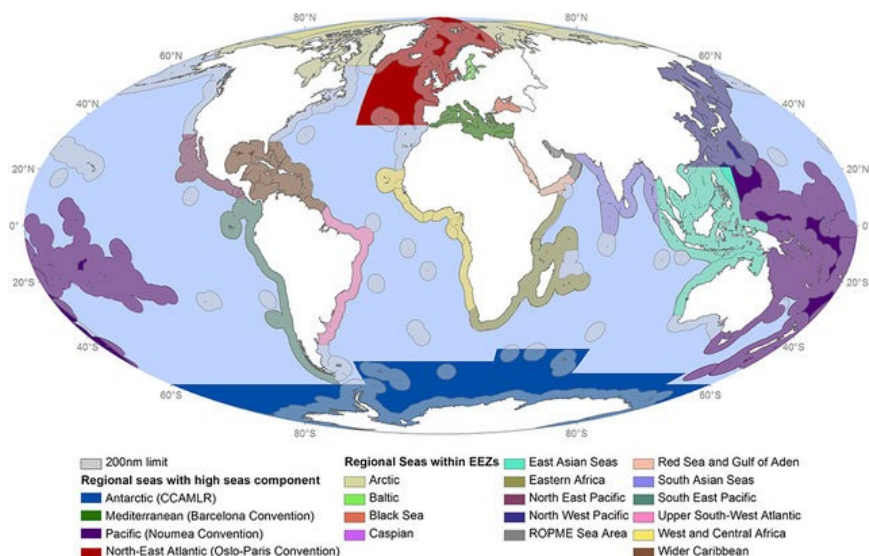 80°N 80°N
60°N 60°N
40°N 40°N
20°N 20°N
0° 0°
20°S 20°S
40°S 40°S
60°S 60°S
80°S 80°S
200nm limit
Regional seas with high seas component
Antarctic (CCAMLR)
Mediterranean (Barcelona Convention)
Pacific (Noumea Convention)
North-East Atlantic (Oslo-Paris Convention)
Regional Seas within EEZs
Arctic
Baltic
Black Sea
Caspian
East Asian Seas
Eastern Africa
North East Pacific
North West Pacific
ROPME Sea Area
Red Sea and Gulf of Aden
South Asian Seas
South East Pacific
Upper South-West Atlantic
West and Central Africa
Wider Caribbean